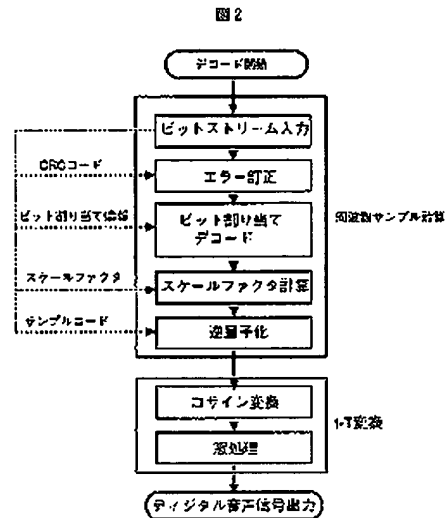 図2
デコード開始
ビットストリーム入力
CRCコード
エラー訂正
ビット割り当て情報
ビット割り当て
デコード
周波数サンプル計算
スケールファクタ
スケールファクタ計算
サンプルコード
逆量子化
コサイン変換
f-T変換
窓処理
ディジタル音声信号出力